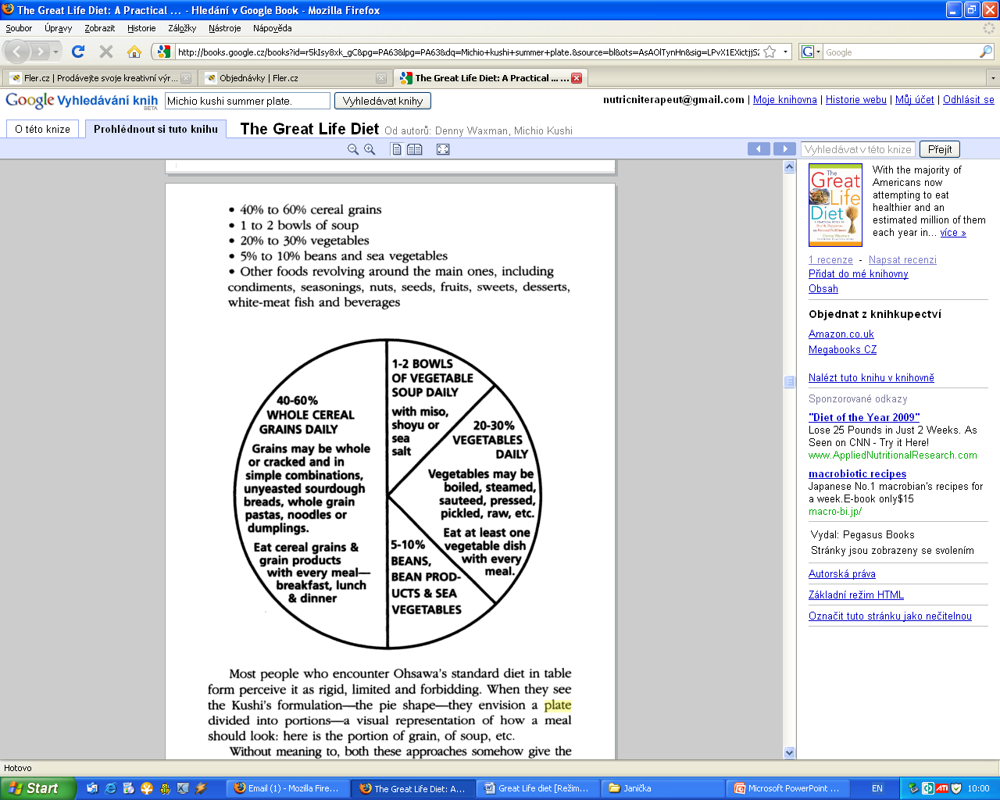 The Great Life Diet: A Practical ... - Hledání v Google Book - Mozilla Firefox
Soubor Úpravy Zobrazit Historie Záložky Nástroje Nápověda
http://books.google.cz/books?id=r5kIsy8xk_gC&pg=PA63&lpg=PA63&dq=Michio+kushi+summer+plate.&source=bl&ots=AsAOlTynHn&sig=LPvX1EXictjj52
Google
Fler.cz | Prodávejte svoje kreativní výr...
Objednávky | Fler.cz
The Great Life Diet: A Practical ... ...
Google Vyhledávání knih BETA
Michio kushi summer plate.
Vyhledávat knihy
nutricniterapeut@gmail.com | Moje knihovna | Historie webu | Můj účet | Odhlásit se
O této knize
Prohlédnout si tuto knihu
The Great Life Diet Od autorů: Denny Waxman, Michio Kushi
Vyhledávat v této knize
Přejít
• 40% to 60% cereal grains
• 1 to 2 bowls of soup
• 20% to 30% vegetables
• 5% to 10% beans and sea vegetables
• Other foods revolving around the main ones, including
condiments, seasonings, nuts, seeds, fruits, sweets, desserts,
white-meat fish and beverages
40-60%
WHOLE CEREAL
GRAINS DAILY
Grains may be whole
or cracked and in
simple combinations,
unyeasted sourdough
breads, whole grain
pastas, noodles or
dumplings.
Eat cereal grains &
grain products
with every meal—
breakfast, lunch
& dinner
1-2 BOWLS
OF VEGETABLE
SOUP DAILY
with miso,
shoyu or
sea
salt
20-30%
VEGETABLES
DAILY
Vegetables may be
boiled, steamed,
sauteed, pressed,
pickled, raw, etc.
Eat at least one
vegetable dish
with every
meal.
5-10%
BEANS,
BEAN PROD-
UCTS & SEA
VEGETABLES
Most people who encounter Ohsawa's standard diet in table
form perceive it as rigid, limited and forbidding. When they see
the Kushi's formulation—the pie shape—they envision a plate
divided into portions—a visual representation of how a meal
should look: here is the portion of grain, of soup, etc.
Without meaning to, both these approaches somehow give the
The
Great
Life
Diet
With the majority of
Americans now
attempting to eat
healthier and an
estimated million of them
each year in... více »
1 recenze - Napsat recenzi
Přidat do mé knihovny
Obsah
Objednat z knihkupectví
Amazon.co.uk
Megabooks CZ
Nalézt tuto knihu v knihovně
Sponzorované odkazy
"Diet of the Year 2009"
Lose 25 Pounds in Just 2 Weeks. As
Seen on CNN - Try it Here!
www.AppliedNutritionalResearch.com
macrobiotic recipes
Japanese No.1 macrobian's recipes for
a week.E-book only$15
macro-bi.jp/
Vydal: Pegasus Books
Stránky jsou zobrazeny se svolením
Autorská práva
Základní režim HTML
Označit tuto stránku jako nečitelnou
Hotovo
Start
Email (1) - Mozilla Fire...
The Great Life Diet: A...
Great Life diet [Režim...
Janička
Microsoft PowerPoint ...
EN
ATI
10:00